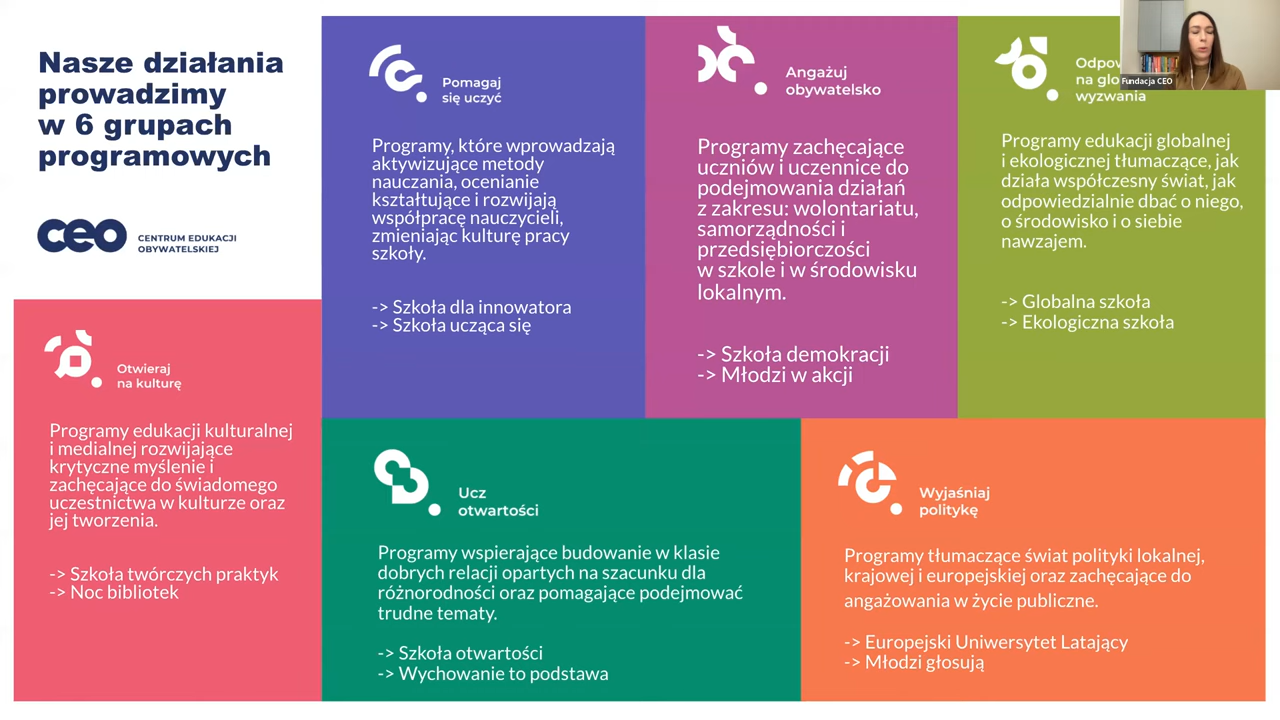 Nasze działania
prowadzimy
w 6 grupach
programowych
ceo
CENTRUM EDUKACJI
OBYWATELSKIEJ
Pomagaj
się uczyć
Programy, które wprowadzają
aktywizujące metody
nauczania, ocenianie
kształtujące i rozwijają
współpracę nauczycieli,
zmieniając kulturę pracy
szkoły.
-> Szkoła dla innowatora
-> Szkoła ucząca się
Angażuj
obywatelsko
Programy zachęcające
uczniów i uczennice do
podejmowania działań
z zakresu: wolontariatu,
samorządności i
przedsiębiorczości
w szkole i w środowisku
lokalnym.
-> Szkoła demokracji
-> Młodzi w akcji
na
wyzwania
Fundacja CEO
Programy edukacji globalnej
i ekologicznej tłumaczące, jak
działa współczesny świat, jak
odpowiedzialnie dbać o niego,
o środowisko i o siebie
nawzajem.
-> Globalna szkoła
-> Ekologiczna szkoła
Otwieraj
na kulturę
Programy edukacji kulturalnej
i medialnej rozwijające
krytyczne myślenie i
zachęcające do świadomego
uczestnictwa w kulturze oraz
jej tworzenia.
-> Szkoła twórczych praktyk
-> Noc bibliotek
Ucz
otwartości
Programy wspierające budowanie w klasie
dobrych relacji opartych na szacunku dla
różnorodności oraz pomagające podejmować
trudne tematy.
-> Szkoła otwartości
-> Wychowanie to podstawa
Wyjaśniaj
politykę
Programy tłumaczące świat polityki lokalnej,
krajowej i europejskiej oraz zachęcające do
angażowania w życie publiczne.
-> Europejski Uniwersytet Latający
-> Młodzi głosują